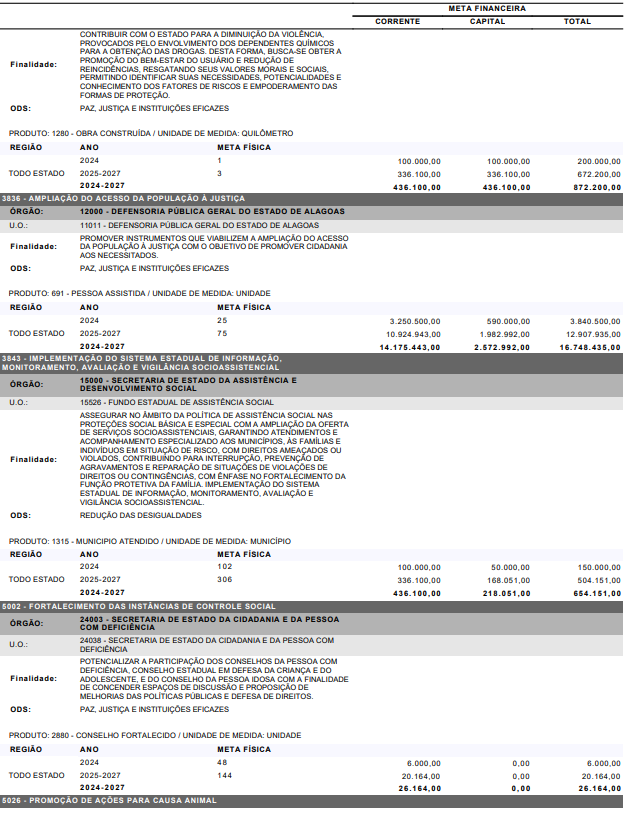 META FINANCEIRA
CORRENTE CAPITAL TOTAL
CONTRIBUIR COM O ESTADO PARA A DIMINUIÇÃO DA VIOLÊNCIA,
PROVOCADOS PELO ENVOLVIMENTO DOS DEPENDENTES QUÍMICOS
PARA A OBTENÇÃO DAS DROGAS. DESTA FORMA, BUSCA-SE OBTER A
Finalidade: PROMOÇÃO DO BEM-ESTAR DO USUÁRIO E REDUÇÃO DE
REINCIDÊNCIAS, RESGATANDO SEUS VALORES MORAIS E SOCIAIS,
PERMITINDO IDENTIFICAR SUAS NECESSIDADES, POTENCIALIDADES E
CONHECIMENTO DOS FATORES DE RISCOS E EMPODERAMENTO DAS
FORMAS DE PROTEÇÃO.
ODS: PAZ, JUSTIÇA E INSTITUIÇÕES EFICAZES
PRODUTO: 1280 - OBRA CONSTRUÍDA / UNIDADE DE MEDIDA: QUILÔMETRO
REGIÃO ANO META FÍSICA
2024 1 100.000,00 100.000,00 200.000,00
TODO ESTADO 2025-2027 3 336.100,00 336.100,00 672.200,00
2024-2027 436.100,00 436.100,00 872.200,00
3836 - AMPLIAÇÃO DO ACESSO DA POPULAÇÃO À JUSTIÇA
ÓRGÃO: 12000 - DEFENSORIA PÚBLICA GERAL DO ESTADO DE ALAGOAS
U.O.: 11011 - DEFENSORIA PÚBLICA GERAL DO ESTADO DE ALAGOAS
PROMOVER INSTRUMENTOS QUE VIABILIZEM A AMPLIAÇÃO DO ACESSO
Finalidade: DA POPULAÇÃO À JUSTIÇA COM O OBJETIVO DE PROMOVER CIDADANIA
AOS NECESSITADOS.
ODS: PAZ, JUSTIÇA E INSTITUIÇÕES EFICAZES
PRODUTO: 691 - PESSOA ASSISTIDA / UNIDADE DE MEDIDA: UNIDADE
REGIÃO ANO META FÍSICA
2024 25 3.250.500,00 590.000,00 3.840.500,00
TODO ESTADO 2025-2027 75 10.924.943,00 1.982.992,00 12.907.935,00
2024-2027 14.175.443,00 2.572.992,00 16.748.435,00
3843 - IMPLEMENTAÇÃO DO SISTEMA ESTADUAL DE INFORMAÇÃO,
MONITORAMENTO, AVALIAÇÃO E VIGILÂNCIA SOCIOASSISTENCIAL
ÓRGÃO: 15000 - SECRETARIA DE ESTADO DA ASSISTÊNCIA E
DESENVOLVIMENTO SOCIAL
U.O.: 15526 - FUNDO ESTADUAL DE ASSISTÊNCIA SOCIAL
ASSEGURAR NO ÂMBITO DA POLÍTICA DE ASSISTÊNCIA SOCIAL NAS
PROTEÇÕES SOCIAL BÁSICA E ESPECIAL COM A AMPLIAÇÃO DA OFERTA
DE SERVIÇOS SOCIOASSISTENCIAIS, GARANTINDO ATENDIMENTOS E
ACOMPANHAMENTO ESPECIALIZADO AOS MUNICÍPIOS, ÀS FAMÍLIAS E
INDIVÍDUOS EM SITUAÇÃO DE RISCO, COM DIREITOS AMEAÇADOS OU
Finalidade: VIOLADOS, CONTRIBUINDO PARA INTERRUPÇÃO, PREVENÇÃO DE
AGRAVAMENTOS E REPARAÇÃO DE SITUAÇÕES DE VIOLAÇÕES DE
DIREITOS OU CONTINGÊNCIAS, COM ÊNFASE NO FORTALECIMENTO DA
FUNÇÃO PROTETIVA DA FAMÍLIA. IMPLEMENTAÇÃO DO SISTEMA
ESTADUAL DE INFORMAÇÃO, MONITORAMENTO, AVALIAÇÃO E
VIGILÂNCIA SOCIOASSISTENCIAL.
ODS: REDUÇÃO DAS DESIGUALDADES
PRODUTO: 1315 - MUNICIPIO ATENDIDO / UNIDADE DE MEDIDA: MUNICÍPIO
REGIÃO ANO META FÍSICA
2024 102 100.000,00 50.000,00 150.000,00
TODO ESTADO 2025-2027 306 336.100,00 168.051,00 504.151,00
2024-2027 436.100,00 218.051,00 654.151,00
5002 - FORTALECIMENTO DAS INSTÂNCIAS DE CONTROLE SOCIAL
ÓRGÃO: 24003 - SECRETARIA DE ESTADO DA CIDADANIA E DA PESSOA
COM DEFICIÊNCIA
U.O.: 24038 - SECRETARIA DE ESTADO DA CIDADANIA E DA PESSOA COM
DEFICIÊNCIA
POTENCIALIZAR A PARTICIPAÇÃO DOS CONSELHOS DA PESSOA COM
DEFICIÊNCIA, CONSELHO ESTADUAL EM DEFESA DA CRIANÇA E DO
Finalidade: ADOLESCENTE, E DO CONSELHO DA PESSOA IDOSA COM A FINALIDADE
DE CONCENDER ESPAÇOS DE DISCUSSÃO E PROPOSIÇÃO DE
MELHORIAS DAS POLÍTICAS PÚBLICAS E DEFESA DE DIREITOS.
ODS: PAZ, JUSTIÇA E INSTITUIÇÕES EFICAZES
PRODUTO: 2880 - CONSELHO FORTALECIDO / UNIDADE DE MEDIDA: UNIDADE
REGIÃO ANO META FÍSICA
2024 48 6.000,00 0,00 6.000,00
TODO ESTADO 2025-2027 144 20.164,00 0,00 20.164,00
2024-2027 26.164,00 0,00 26.164,00
5026 - PROMOÇÃO DE AÇÕES PARA CAUSA ANIMAL